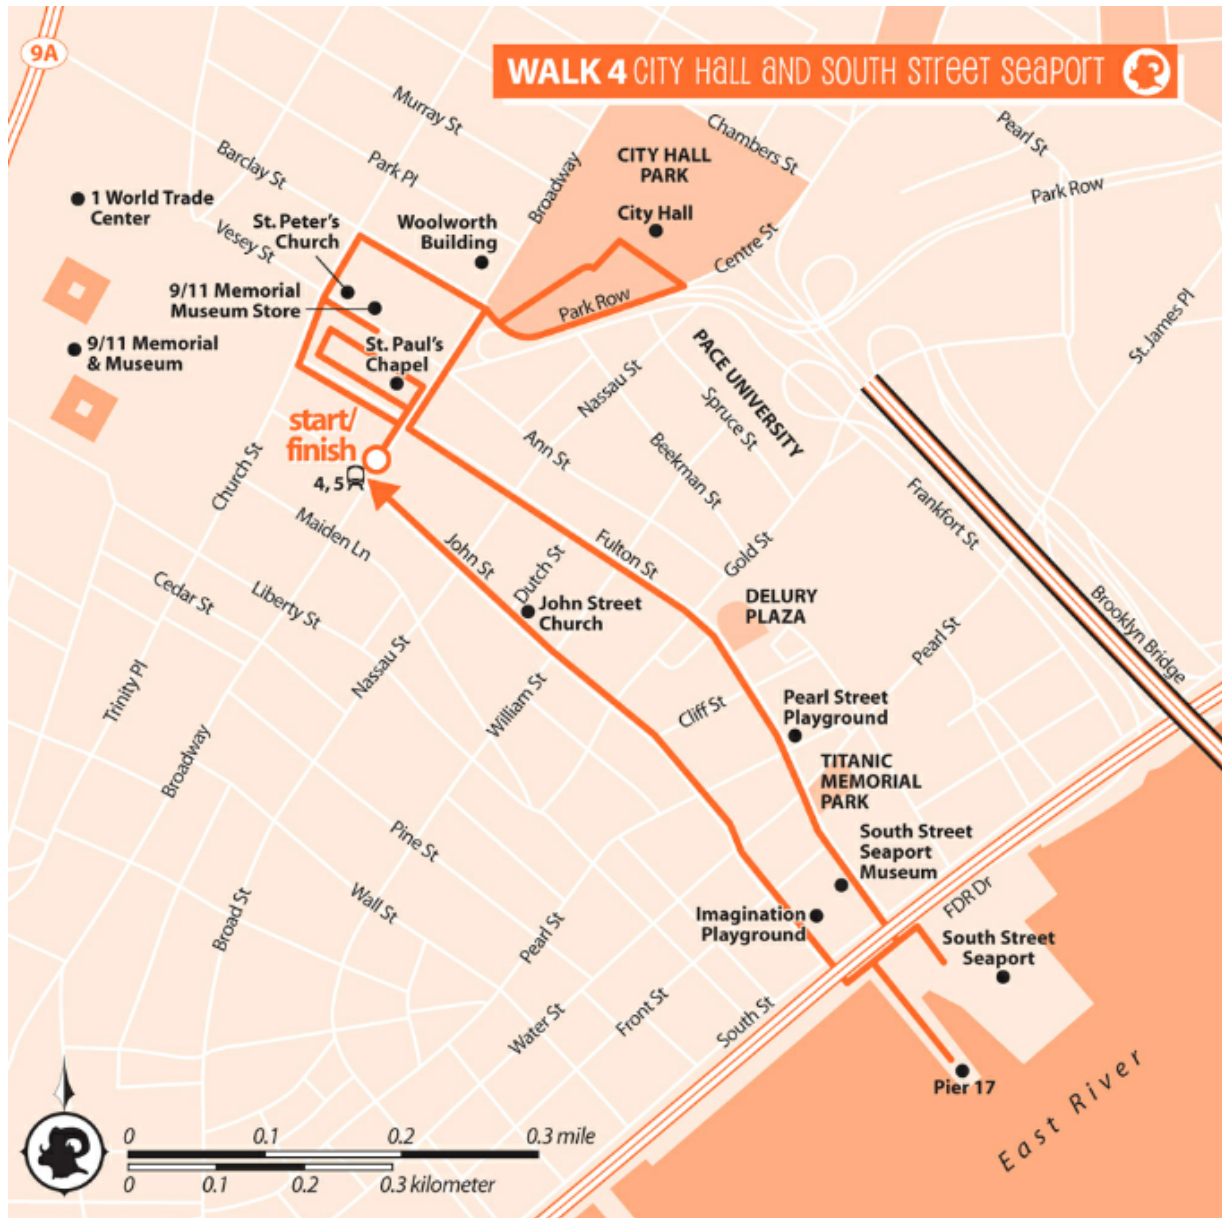 9A
WALK 4 CITY HALL AND SOUTH STREET SEAPORT
Murray St
Chambers St
Pearl St
Barclay St
Park Pl
Broadway
CITY HALL
PARK
Park Row
1 World Trade
Center
St. Peter's
Church
Woolworth
Building
City Hall
Vesey St
Centre St
9/11 Memorial
Museum Store
Park Row
St. James Pl
9/11 Memorial
& Museum
St. Paul's
Chapel
PACE UNIVERSITY
Nassau St
Spruce St
start/
finish
4, 5
Ann St
Beekman St
Church St
Frankfort St
Maiden Ln
John St
Dutch St
Fulton St
Gold St
Cedar St
Liberty St
John Street
Church
DELURY
PLAZA
Brooklyn Bridge
Pearl St
Nassau St
Trinity Pl
William St
Cliff St
Pearl Street
Playground
Broadway
TITANIC
MEMORIAL
PARK
Pine St
South Street
Seaport
Museum
Wall St
Broad St
Pearl St
Imagination
Playground
FDR Dr
South Street
Seaport
Water St
Front St
South St
Pier 17
East River
0 0.1 0.2 0.3 mile
0 0.1 0.2 0.3 kilometer